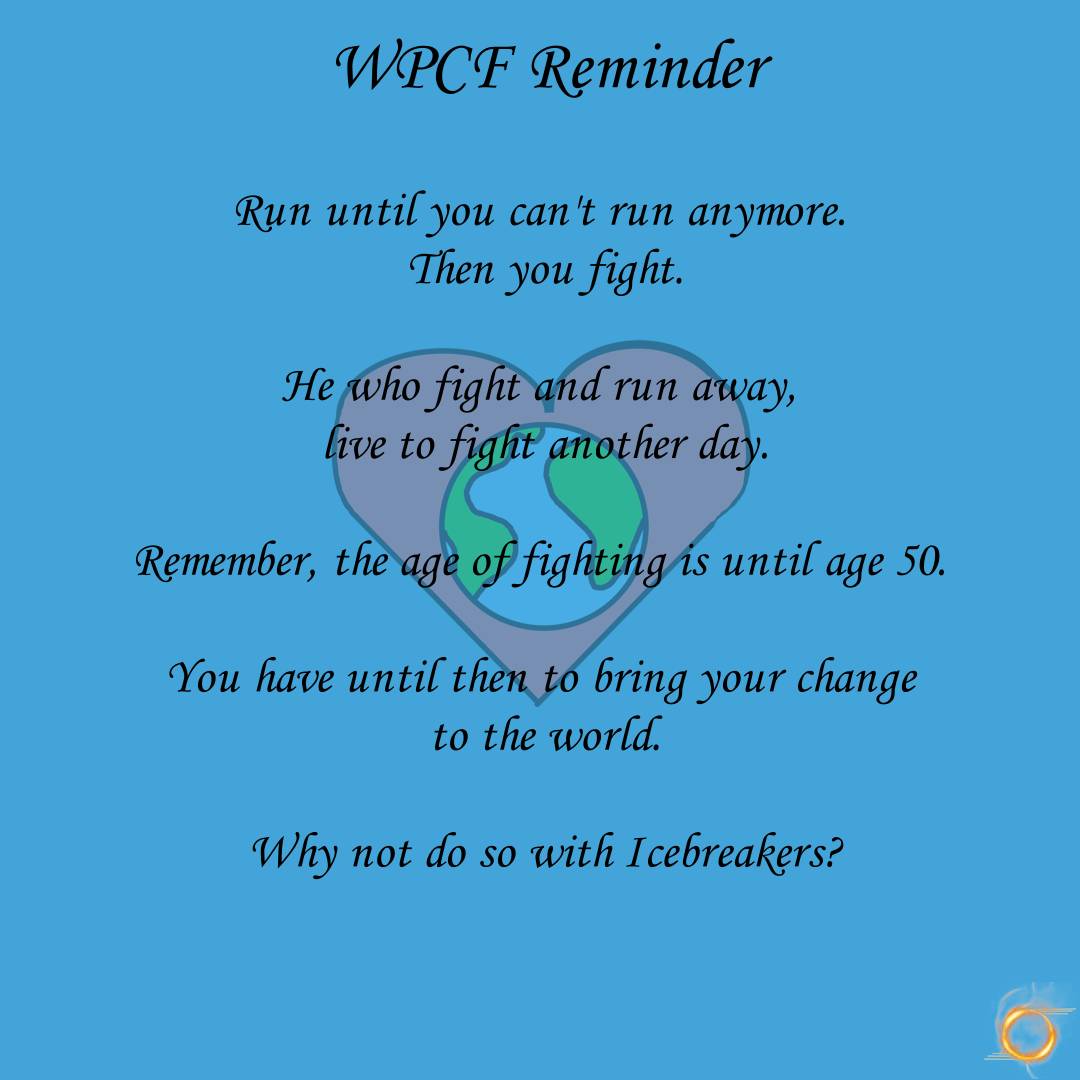 WPCF Reminder
Run until you can't run anymore.
Then you fight.
He who fight and run away,
live to fight another day.
Remember, the age of fighting is until age 50.
You have until then to bring your change
to the world.
Why not do so with Icebreakers?